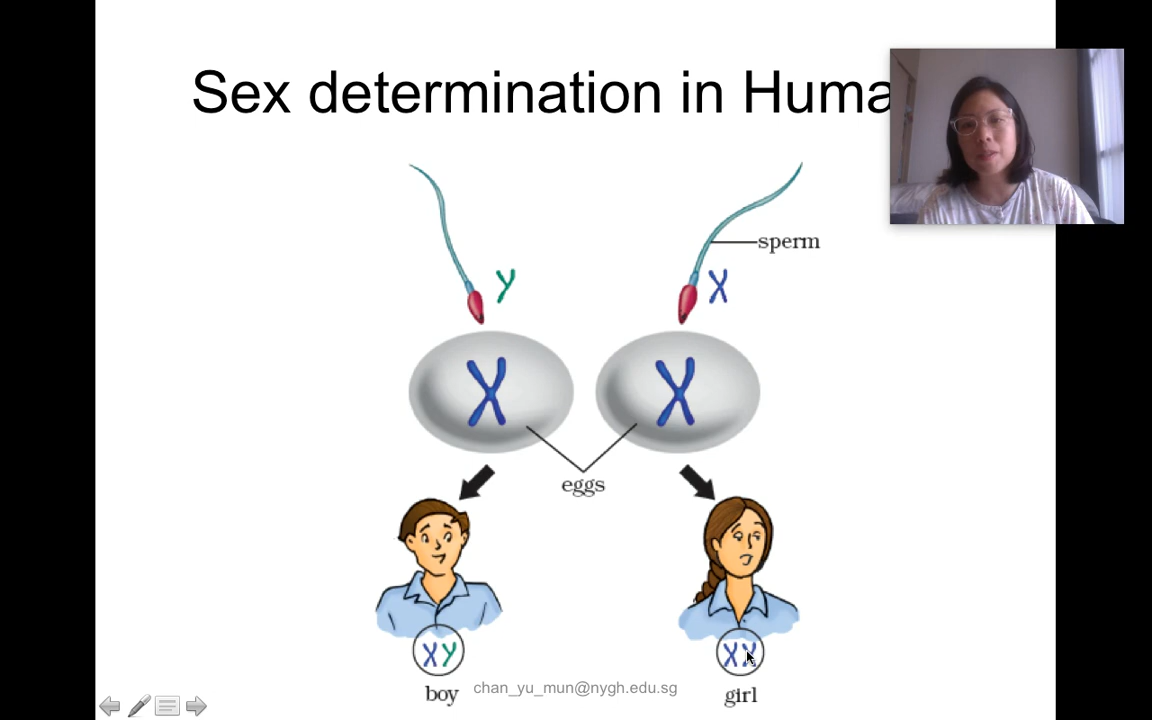 Sex determination in Huma
sperm
Y
X
X
X
eggs
XY
XX
boy
chan_yu_mun@nygh.edu.sg
girl